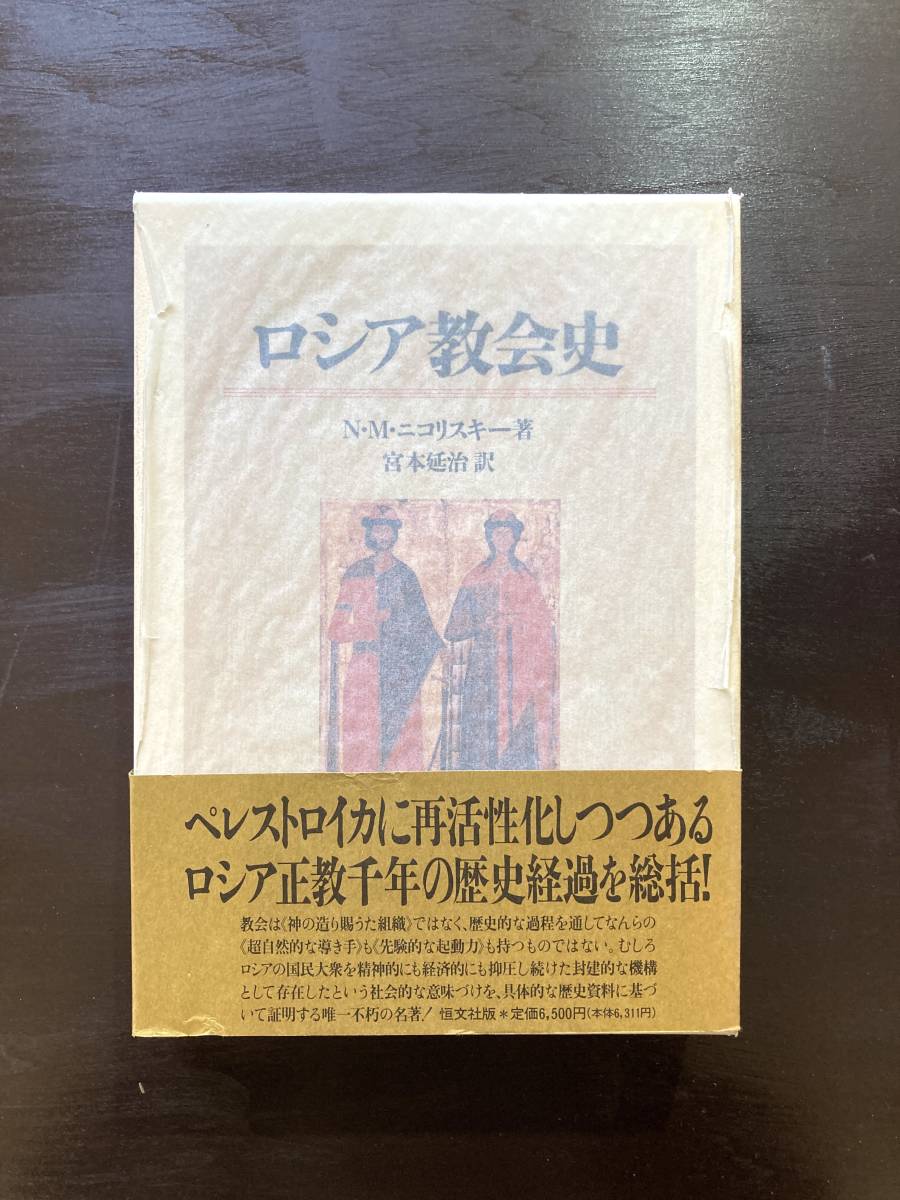 ロシア教会史
N・M・ニコリスキー著
宮本延治 訳
ペレストロイカに再活性化しつつある
ロシア正教千年の歴史経過を総括!
教会は《神の造り賜うた組織》ではなく、歴史的な過程を通してなんらの
《超自然的な導き手》も《先験的な起動力》も持つものではない。むしろ
ロシアの国民大衆を精神的にも経済的にも抑圧し続けた封建的な機構
として存在したという社会的な意味づけを、具体的な歴史資料に基づ
いて証明する唯一不朽の名著! 恒文社版*定価6,500円(本体6,311円)